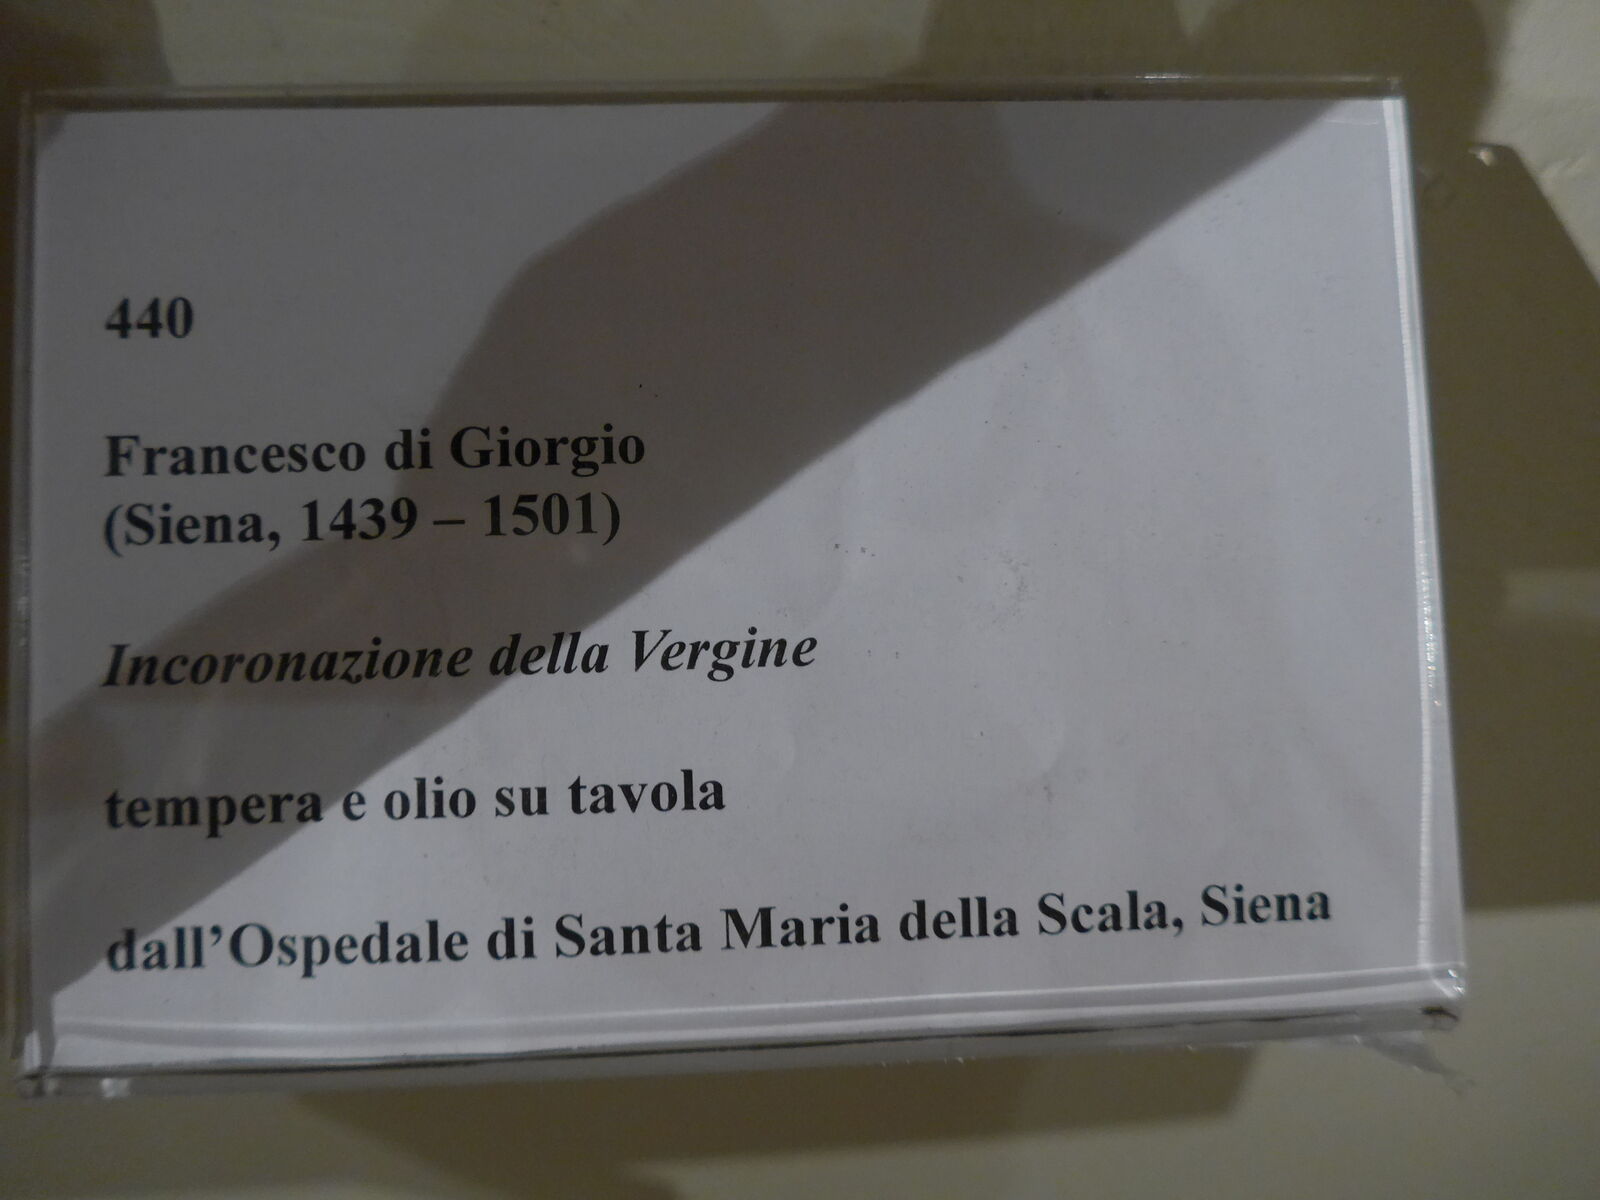 440
Francesco di Giorgio
(Siena, 1439 – 1501)
Incoronazione della Vergine
tempera e olio su tavola
dall’Ospedale di Santa Maria della Scala, Siena